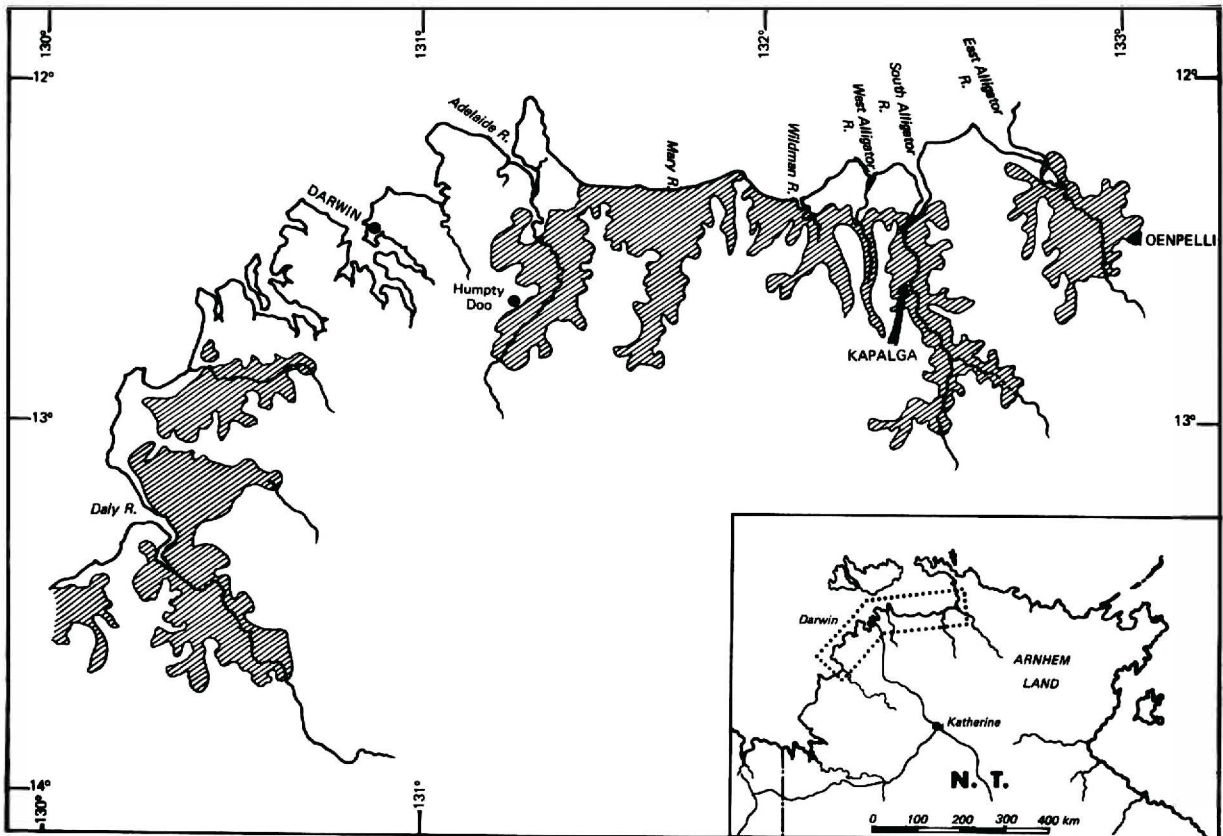 130°
131°
132°
133°
12°
12°
Adelaide R.
Mary R.
Wildman R.
West Alligator
R.
South Alligator
R.
East Alligator
R.
DARWIN
OENPELLI
Humpty
Doo
KAPALGA
13°
13°
Daly R.
14°
130°
131°
Darwin
ARNHEM
LAND
Katherine
N. T.
0 100 200 300 400 km